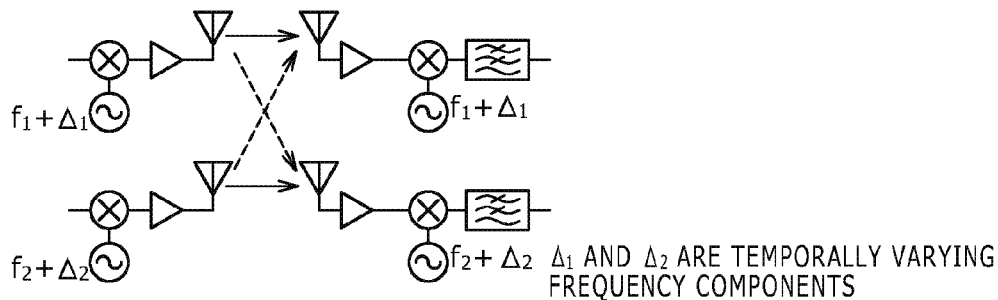 f₁+Δ₁ f₁+Δ₁
f₂+Δ₂ f₂+Δ₂ Δ₁ AND Δ₂ ARE TEMPORALLY VARYING
FREQUENCY COMPONENTS